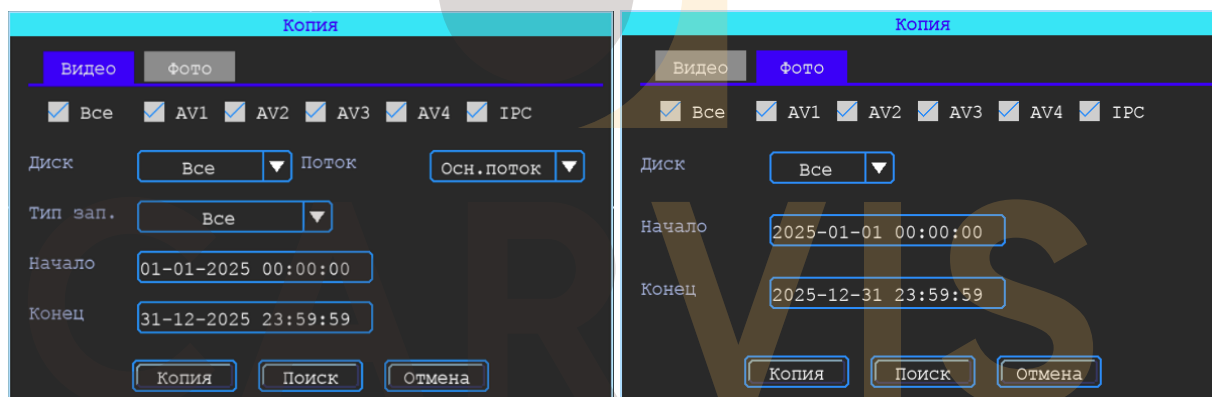 Копия
Видео Фото
Все AV1 AV2 AV3 AV4 IPC
Диск Все Поток Осн.поток
Тип зап. Все
Начало 01-01-2025 00:00:00
Конец 31-12-2025 23:59:59
Копия Поиск Отмена
Копия
Видео Фото
Все AV1 AV2 AV3 AV4 IPC
Диск Все
Начало 2025-01-01 00:00:00
Конец 2025-12-31 23:59:59
Копия Поиск Отмена
CARVIS